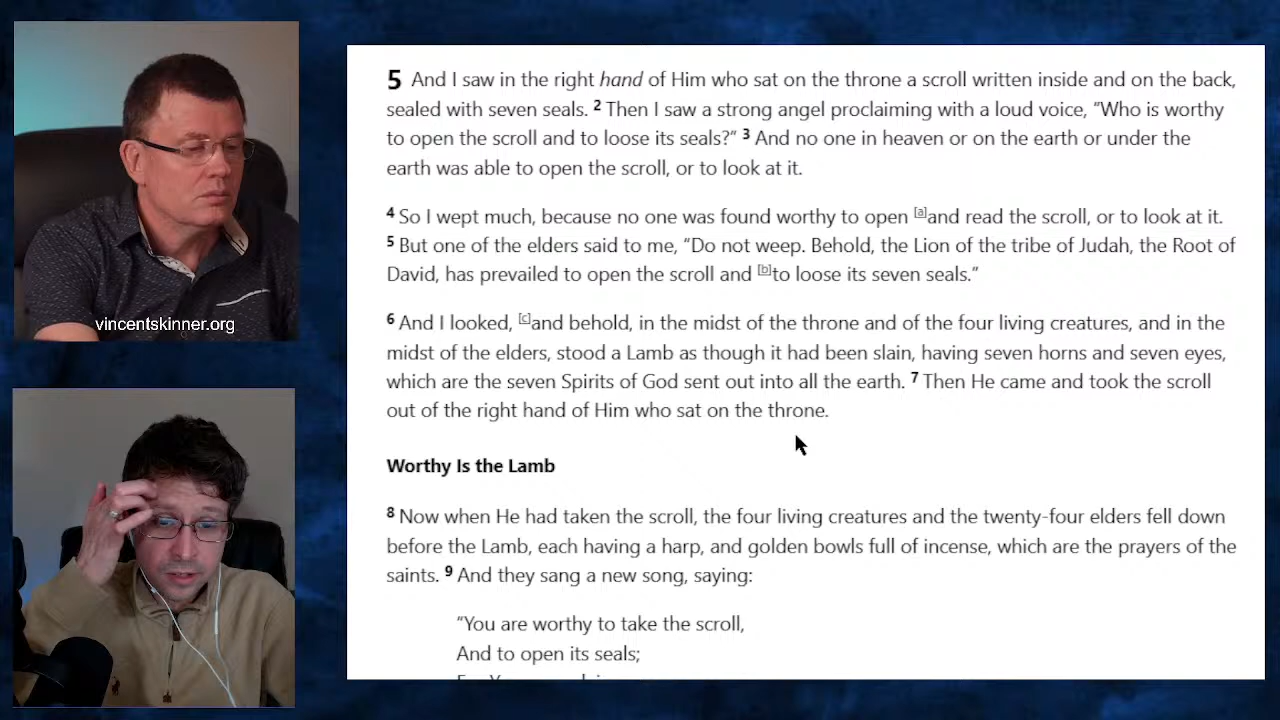 vincentskinner.org
5 And I saw in the right hand of Him who sat on the throne a scroll written inside and on the back,
sealed with seven seals. 2 Then I saw a strong angel proclaiming with a loud voice, “Who is worthy
to open the scroll and to loose its seals?” 3 And no one in heaven or on the earth or under the
earth was able to open the scroll, or to look at it.
4 So I wept much, because no one was found worthy to open [a]and read the scroll, or to look at it.
5 But one of the elders said to me, “Do not weep. Behold, the Lion of the tribe of Judah, the Root of
David, has prevailed to open the scroll and [b]to loose its seven seals.”
6 And I looked, [c]and behold, in the midst of the throne and of the four living creatures, and in the
midst of the elders, stood a Lamb as though it had been slain, having seven horns and seven eyes,
which are the seven Spirits of God sent out into all the earth. 7 Then He came and took the scroll
out of the right hand of Him who sat on the throne.
Worthy Is the Lamb
8 Now when He had taken the scroll, the four living creatures and the twenty-four elders fell down
before the Lamb, each having a harp, and golden bowls full of incense, which are the prayers of the
saints. 9 And they sang a new song, saying:
“You are worthy to take the scroll,
And to open its seals;